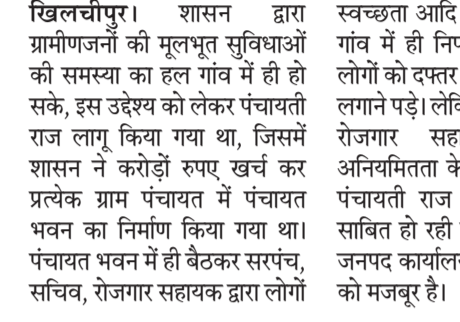 खिलचीपुर। शासन द्वारा
ग्रामीणजनों की मूलभूत सुविधाओं
की समस्या का हल गांव में ही हो
सके, इस उद्देश्य को लेकर पंचायती
राज लागू किया गया था, जिसमें
शासन ने करोड़ों रुपए खर्च कर
प्रत्येक ग्राम पंचायत में पंचायत
भवन का निर्माण किया गया था।
पंचायत भवन में ही बैठकर सरपंच,
सचिव, रोजगार सहायक द्वारा लोगों
स्वच्छता आदि
गांव में ही
लोगों को दफ्तर
लगाने पड़े।
रोजगार
अनियमितता
पंचायती राज
साबित हो रही
जनपद
को मजबूर है।